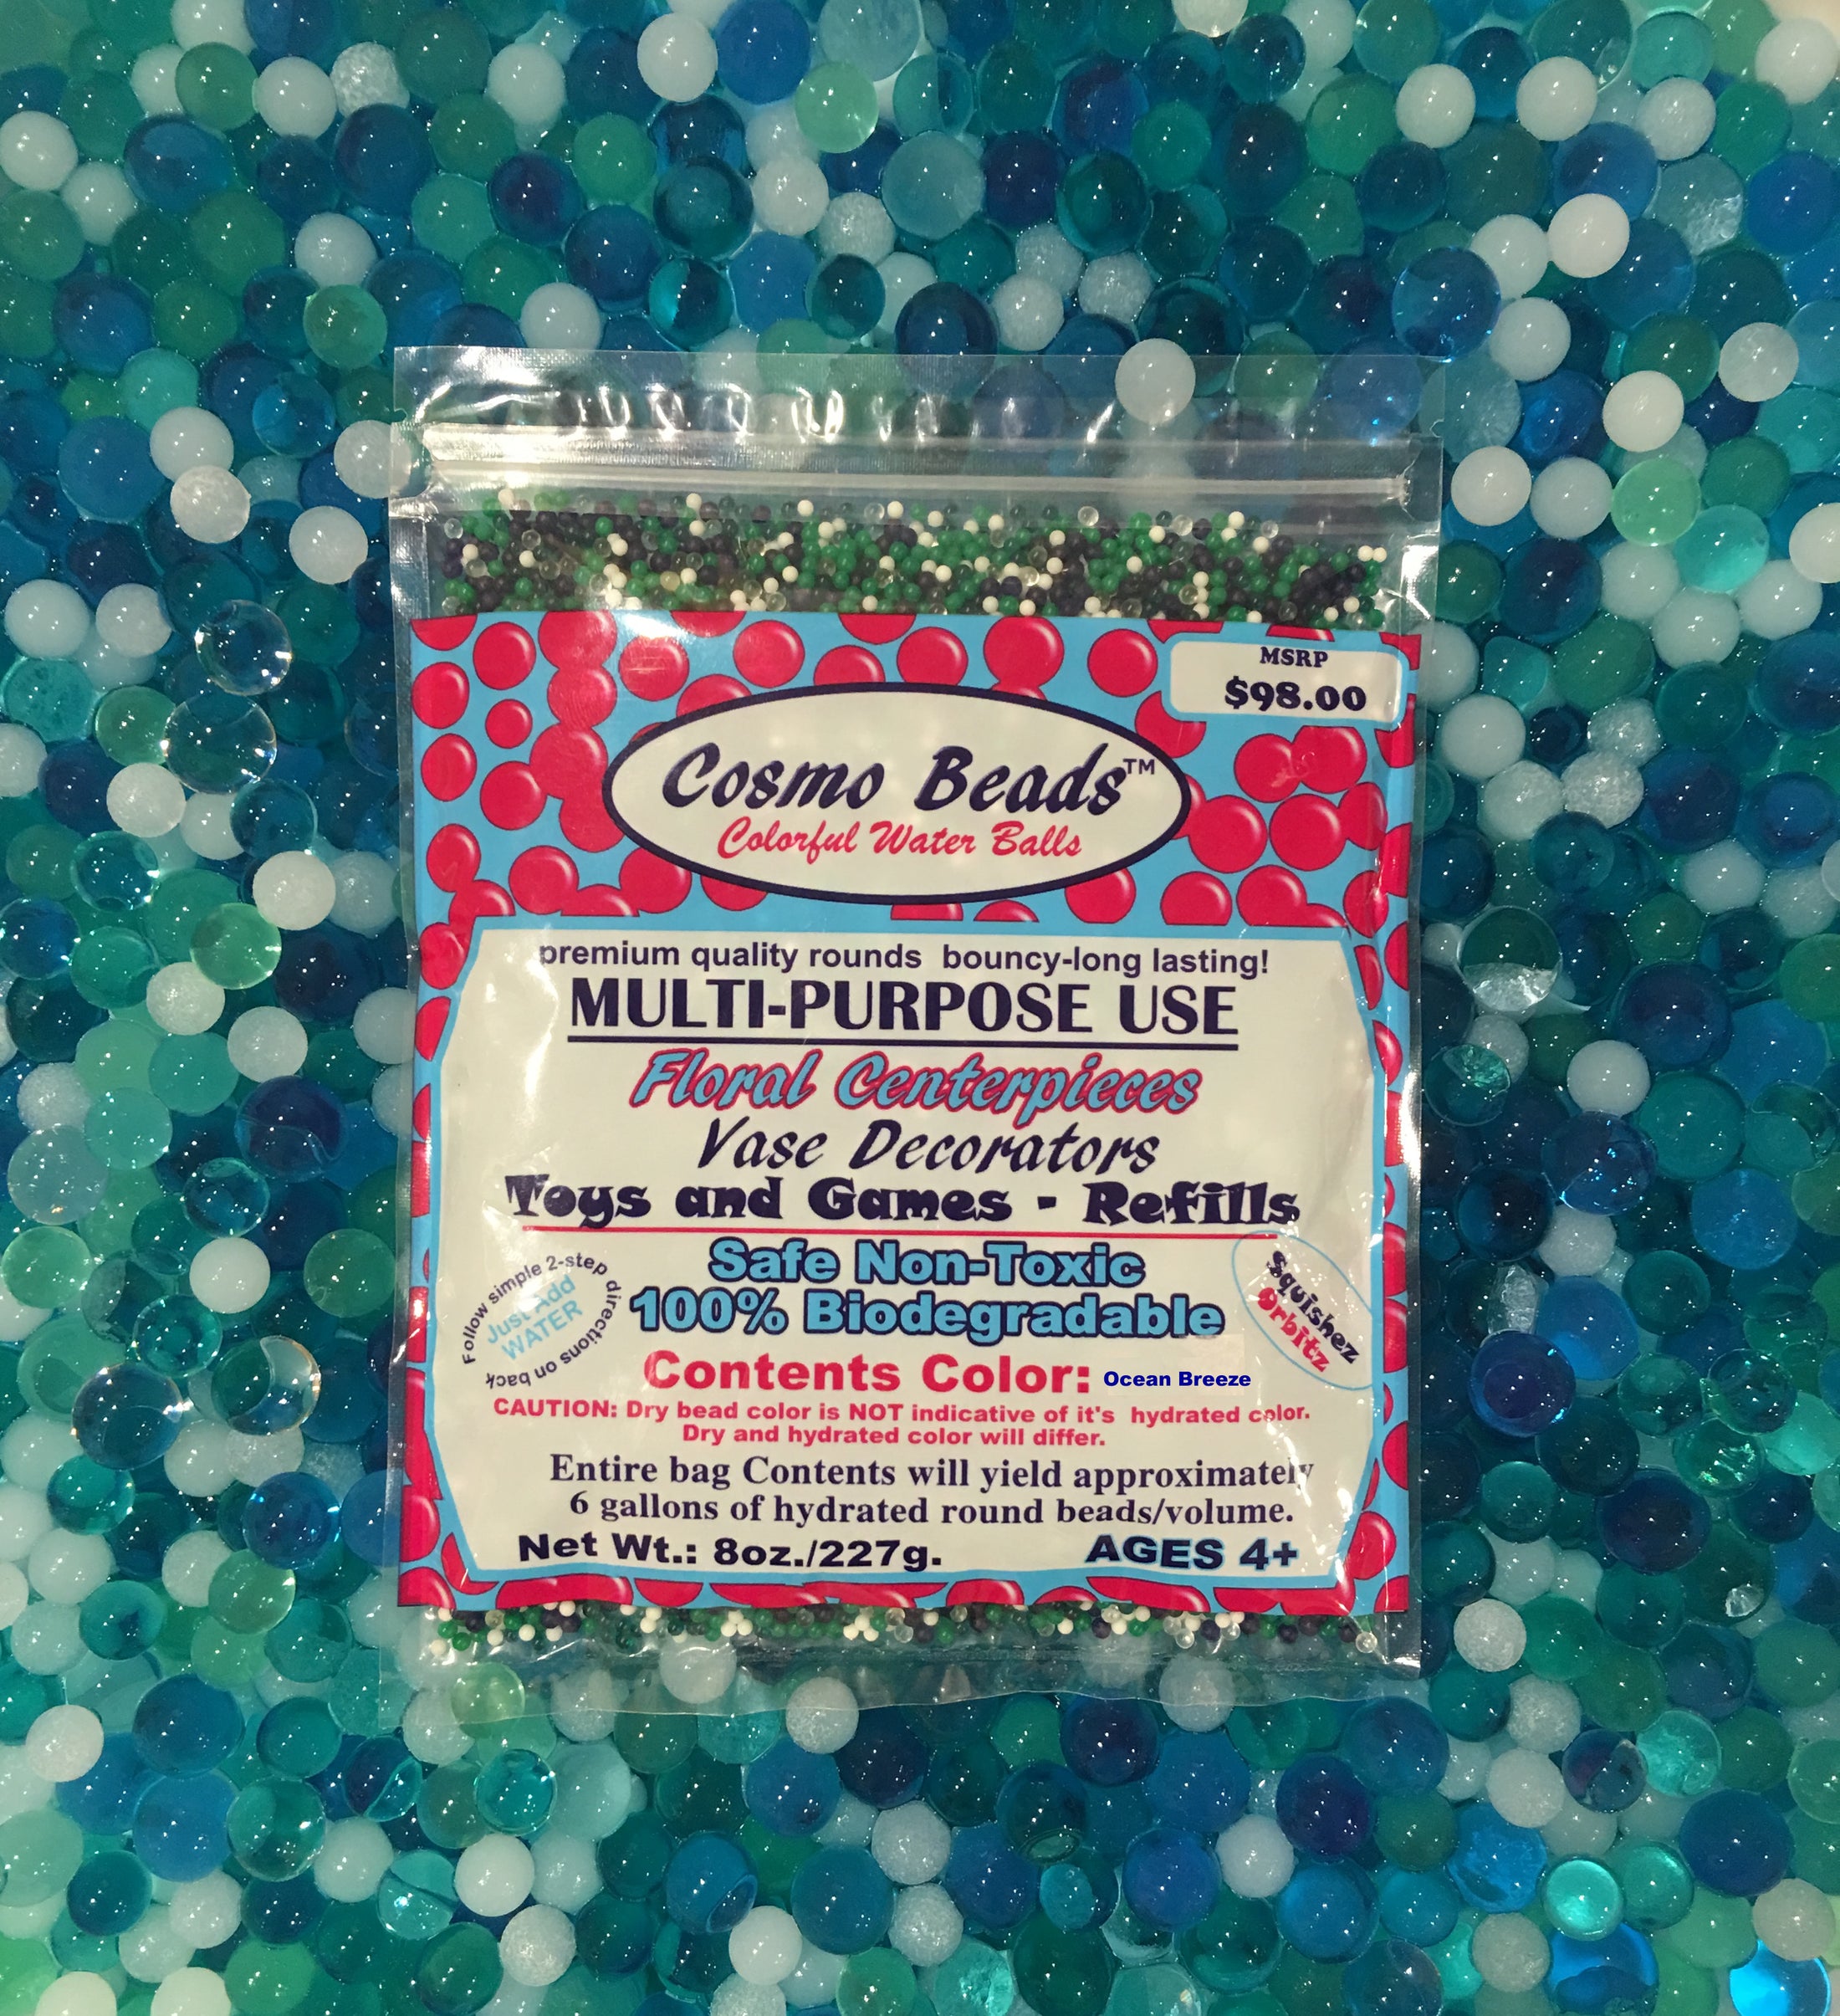 MSRP
$98.00
Cosmo Beads™
Colorful Water Balls
premium quality rounds bouncy-long lasting!
MULTI-PURPOSE USE
Floral Centerpieces
Vase Decorators
Toys and Games - Refills
Safe Non-Toxic
100% Biodegradable
Follow simple 2-step directions on back
Just Add
WATER
Squishez
Orbitz
Contents Color: Ocean Breeze
CAUTION: Dry bead color is NOT indicative of it's hydrated color.
Dry and hydrated color will differ.
Entire bag Contents will yield approximately
6 gallons of hydrated round beads/volume.
Net Wt.: 8oz./227g. AGES 4+